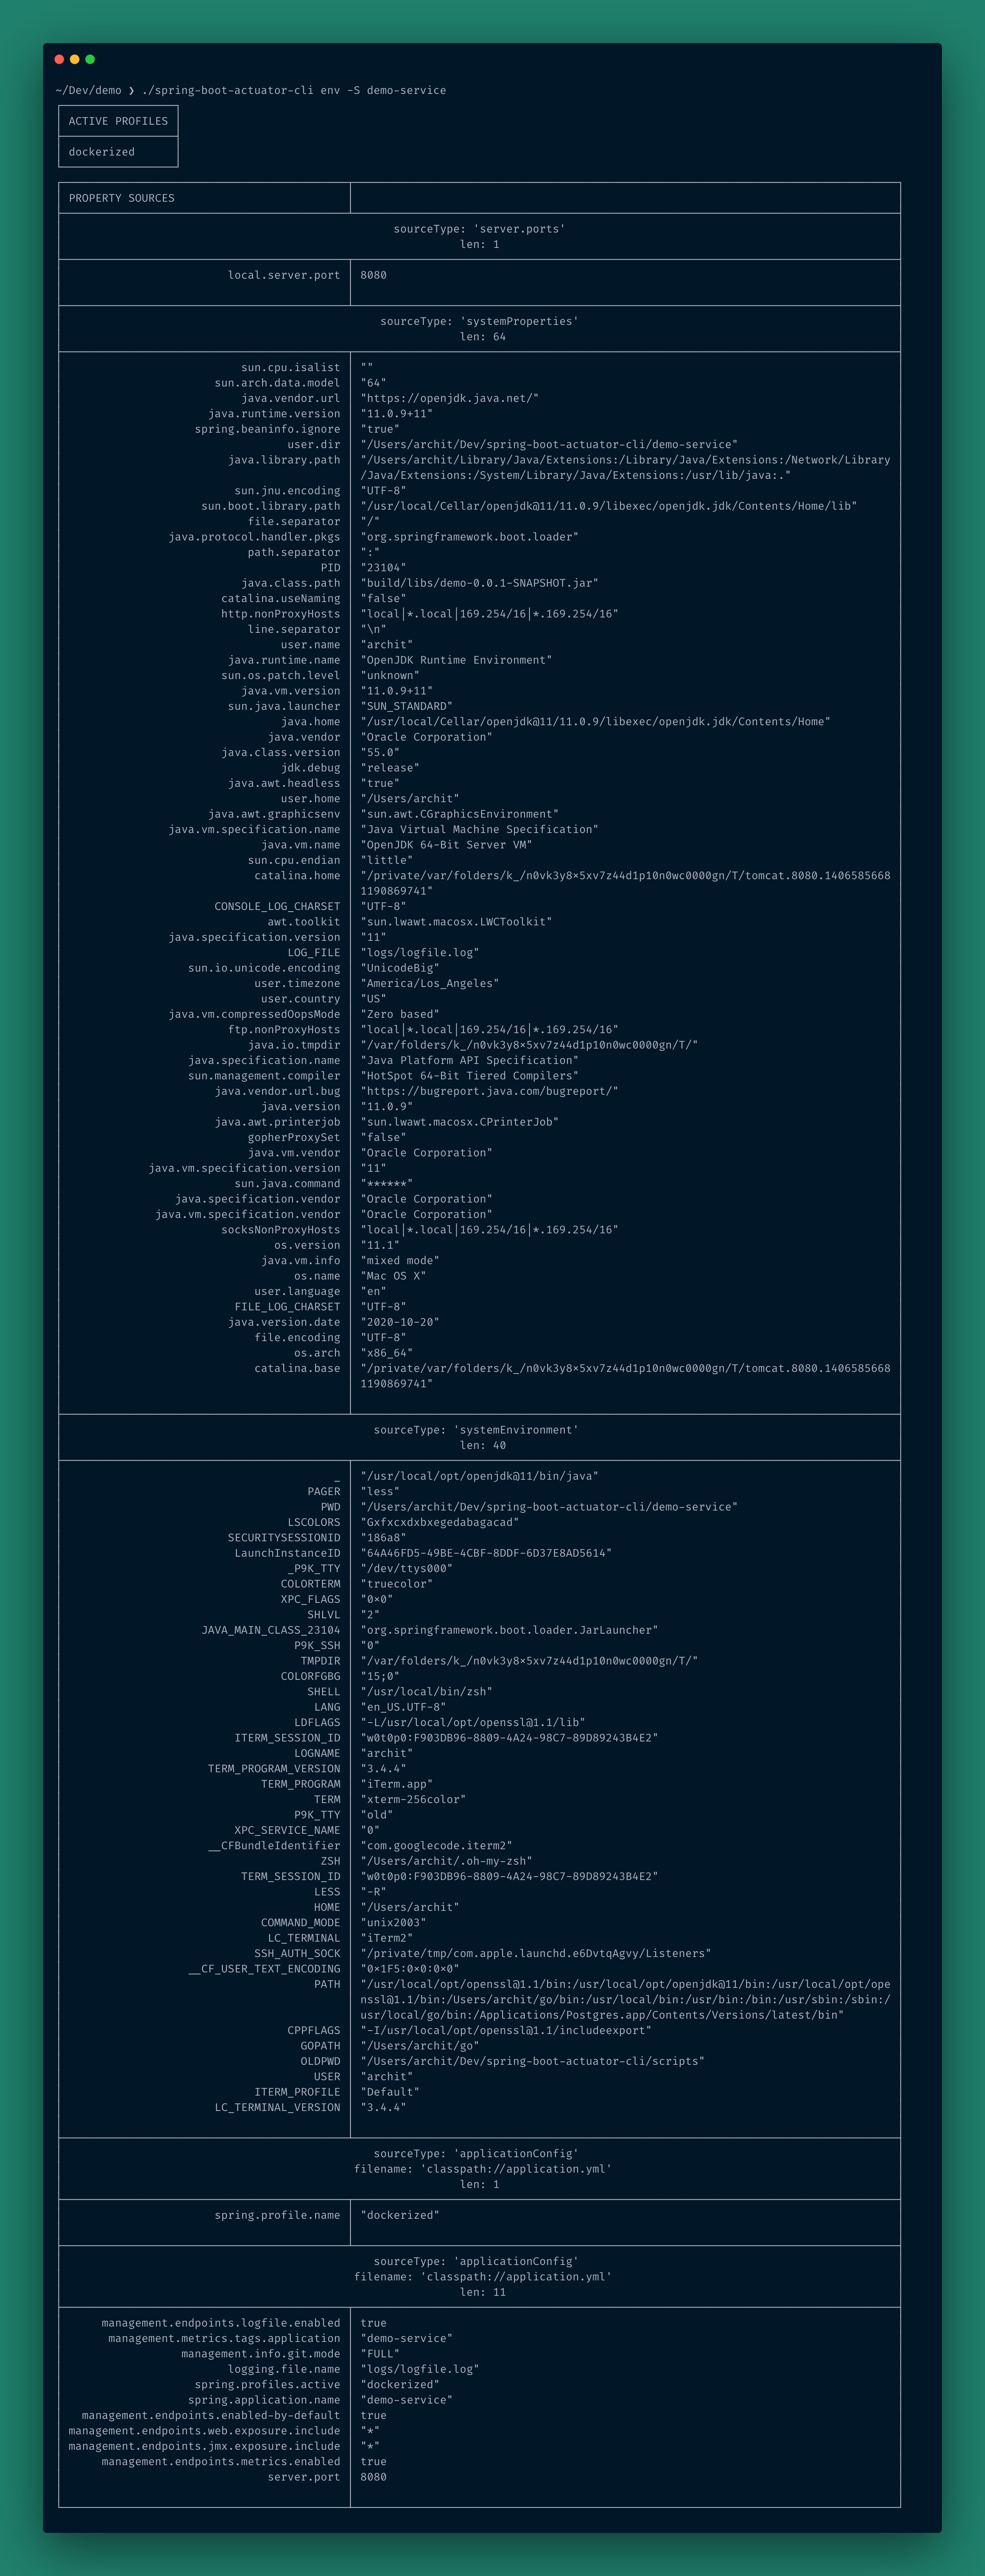 ~/Dev/demo ❯ ./spring-boot-actuator-cli env -S demo-service
ACTIVE PROFILES
dockerized
PROPERTY SOURCES
sourceType: 'server.ports'
len: 1
local.server.port 8080
sourceType: 'systemProperties'
len: 64
sun.cpu.isalist ""
sun.arch.data.model "64"
java.vendor.url "https://openjdk.java.net/"
java.runtime.version "11.0.9+11"
spring.beaninfo.ignore "true"
user.dir "/Users/archit/Dev/spring-boot-actuator-cli/demo-service"
java.library.path "/Users/archit/Library/Java/Extensions:/Library/Java/Extensions:/Network/Library
/Java/Extensions:/System/Library/Java/Extensions:/usr/lib/java:."
sun.jnu.encoding "UTF-8"
sun.boot.library.path "/usr/local/Cellar/openjdk@11/11.0.9/libexec/openjdk.jdk/Contents/Home/lib"
file.separator "/"
java.protocol.handler.pkgs "org.springframework.boot.loader"
path.separator ":"
PID "23104"
java.class.path "build/libs/demo-0.0.1-SNAPSHOT.jar"
catalina.useNaming "false"
http.nonProxyHosts "local|*.local|169.254/16|*.169.254/16"
line.separator "\n"
user.name "archit"
java.runtime.name "OpenJDK Runtime Environment"
sun.os.patch.level "unknown"
java.vm.version "11.0.9+11"
sun.java.launcher "SUN_STANDARD"
java.home "/usr/local/Cellar/openjdk@11/11.0.9/libexec/openjdk.jdk/Contents/Home"
java.vendor "Oracle Corporation"
java.class.version "55.0"
jdk.debug "release"
java.awt.headless "true"
user.home "/Users/archit"
java.awt.graphicsenv "sun.awt.CGraphicsEnvironment"
java.vm.specification.name "Java Virtual Machine Specification"
java.vm.name "OpenJDK 64-Bit Server VM"
sun.cpu.endian "little"
catalina.home "/private/var/folders/k_/n0vk3y8x5xv7z44d1p10n0wc0000gn/T/tomcat.8080.1406585668
1190869741"
CONSOLE_LOG_CHARSET "UTF-8"
awt.toolkit "sun.lwawt.macosx.LWCToolkit"
java.specification.version "11"
LOG_FILE "logs/logfile.log"
sun.io.unicode.encoding "UnicodeBig"
user.timezone "America/Los_Angeles"
user.country "US"
java.vm.compressedOopsMode "Zero based"
ftp.nonProxyHosts "local|*.local|169.254/16|*.169.254/16"
java.io.tmpdir "/var/folders/k_/n0vk3y8x5xv7z44d1p10n0wc0000gn/T/"
java.specification.name "Java Platform API Specification"
sun.management.compiler "HotSpot 64-Bit Tiered Compilers"
java.vendor.url.bug "https://bugreport.java.com/bugreport/"
java.version "11.0.9"
java.awt.printerjob "sun.lwawt.macosx.CPrinterJob"
gopherProxySet "false"
java.vm.vendor "Oracle Corporation"
java.vm.specification.version "11"
sun.java.command "******"
java.specification.vendor "Oracle Corporation"
java.vm.specification.vendor "Oracle Corporation"
socksNonProxyHosts "local|*.local|169.254/16|*.169.254/16"
os.version "11.1"
java.vm.info "mixed mode"
os.name "Mac OS X"
user.language "en"
FILE_LOG_CHARSET "UTF-8"
java.version.date "2020-10-20"
file.encoding "UTF-8"
os.arch "x86_64"
catalina.base "/private/var/folders/k_/n0vk3y8x5xv7z44d1p10n0wc0000gn/T/tomcat.8080.1406585668
1190869741"
sourceType: 'systemEnvironment'
len: 40
_ "/usr/local/opt/openjdk@11/bin/java"
PAGER "less"
PWD "/Users/archit/Dev/spring-boot-actuator-cli/demo-service"
LSCOLORS "Gxfxcxdxbxegedabagacad"
SECURITYSESSIONID "186a8"
LaunchInstanceID "64A46FD5-49BE-4CBF-8DDF-6D37E8AD5614"
_P9K_TTY "/dev/ttys000"
COLORTERM "truecolor"
XPC_FLAGS "0x0"
SHLVL "2"
JAVA_MAIN_CLASS_23104 "org.springframework.boot.loader.JarLauncher"
P9K_SSH "0"
TMPDIR "/var/folders/k_/n0vk3y8x5xv7z44d1p10n0wc0000gn/T/"
COLORFGBG "15;0"
SHELL "/usr/local/bin/zsh"
LANG "en_US.UTF-8"
LDFLAGS "-L/usr/local/opt/openssl@1.1/lib"
ITERM_SESSION_ID "w0t0p0:F903DB96-8809-4A24-98C7-89D89243B4E2"
LOGNAME "archit"
TERM_PROGRAM_VERSION "3.4.4"
TERM_PROGRAM "iTerm.app"
TERM "xterm-256color"
P9K_TTY "old"
XPC_SERVICE_NAME "0"
__CFBundleIdentifier "com.googlecode.iterm2"
ZSH "/Users/archit/.oh-my-zsh"
TERM_SESSION_ID "w0t0p0:F903DB96-8809-4A24-98C7-89D89243B4E2"
LESS "-R"
HOME "/Users/archit"
COMMAND_MODE "unix2003"
LC_TERMINAL "iTerm2"
SSH_AUTH_SOCK "/private/tmp/com.apple.launchd.e6DvtqAgvy/Listeners"
__CF_USER_TEXT_ENCODING "0x1F5:0x0:0x0"
PATH "/usr/local/opt/openssl@1.1/bin:/usr/local/opt/openjdk@11/bin:/usr/local/opt/ope
nssl@1.1/bin:/Users/archit/go/bin:/usr/local/bin:/usr/bin:/bin:/usr/sbin:/sbin:/
usr/local/go/bin:/Applications/Postgres.app/Contents/Versions/latest/bin"
CPPFLAGS "-I/usr/local/opt/openssl@1.1/includeexport"
GOPATH "/Users/archit/go"
OLDPWD "/Users/archit/Dev/spring-boot-actuator-cli/scripts"
USER "archit"
ITERM_PROFILE "Default"
LC_TERMINAL_VERSION "3.4.4"
sourceType: 'applicationConfig'
filename: 'classpath://application.yml'
len: 1
spring.profile.name "dockerized"
sourceType: 'applicationConfig'
filename: 'classpath://application.yml'
len: 11
management.endpoints.logfile.enabled true
management.metrics.tags.application "demo-service"
management.info.git.mode "FULL"
logging.file.name "logs/logfile.log"
spring.profiles.active "dockerized"
spring.application.name "demo-service"
management.endpoints.enabled-by-default true
management.endpoints.web.exposure.include "*"
management.endpoints.jmx.exposure.include "*"
management.endpoints.metrics.enabled true
server.port 8080